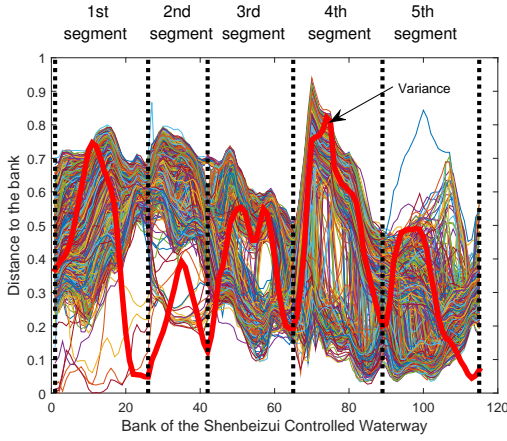 1st 2nd 3rd 4th 5th
segment segment segment segment segment
1
0.9
0.8
0.7
0.6
0.5
0.4
0.3
0.2
0.1
0
Variance
Distance to the bank
0 20 40 60 80 100 120
Bank of the Shenbeizui Controlled Waterway